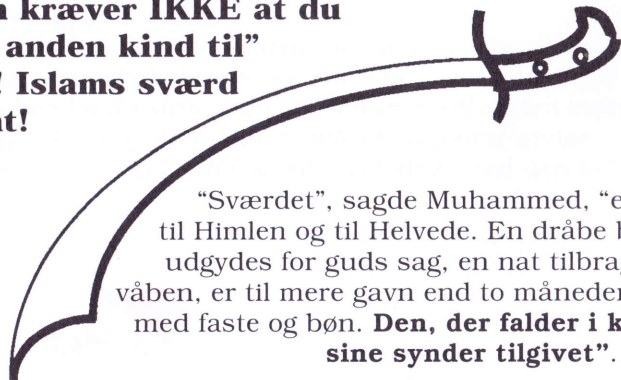 kræver IKKE at du
anden kind til”
! Islams sværd
“Sværdet”, sagde Muhammed, “e
til Himlen og til Helvede. En dråbe b
udgydes for guds sag, en nat tilbrag
våben, er til mere gavn end to måneder
med faste og bøn. Den, der falder i k
sine synder tilgivet”.